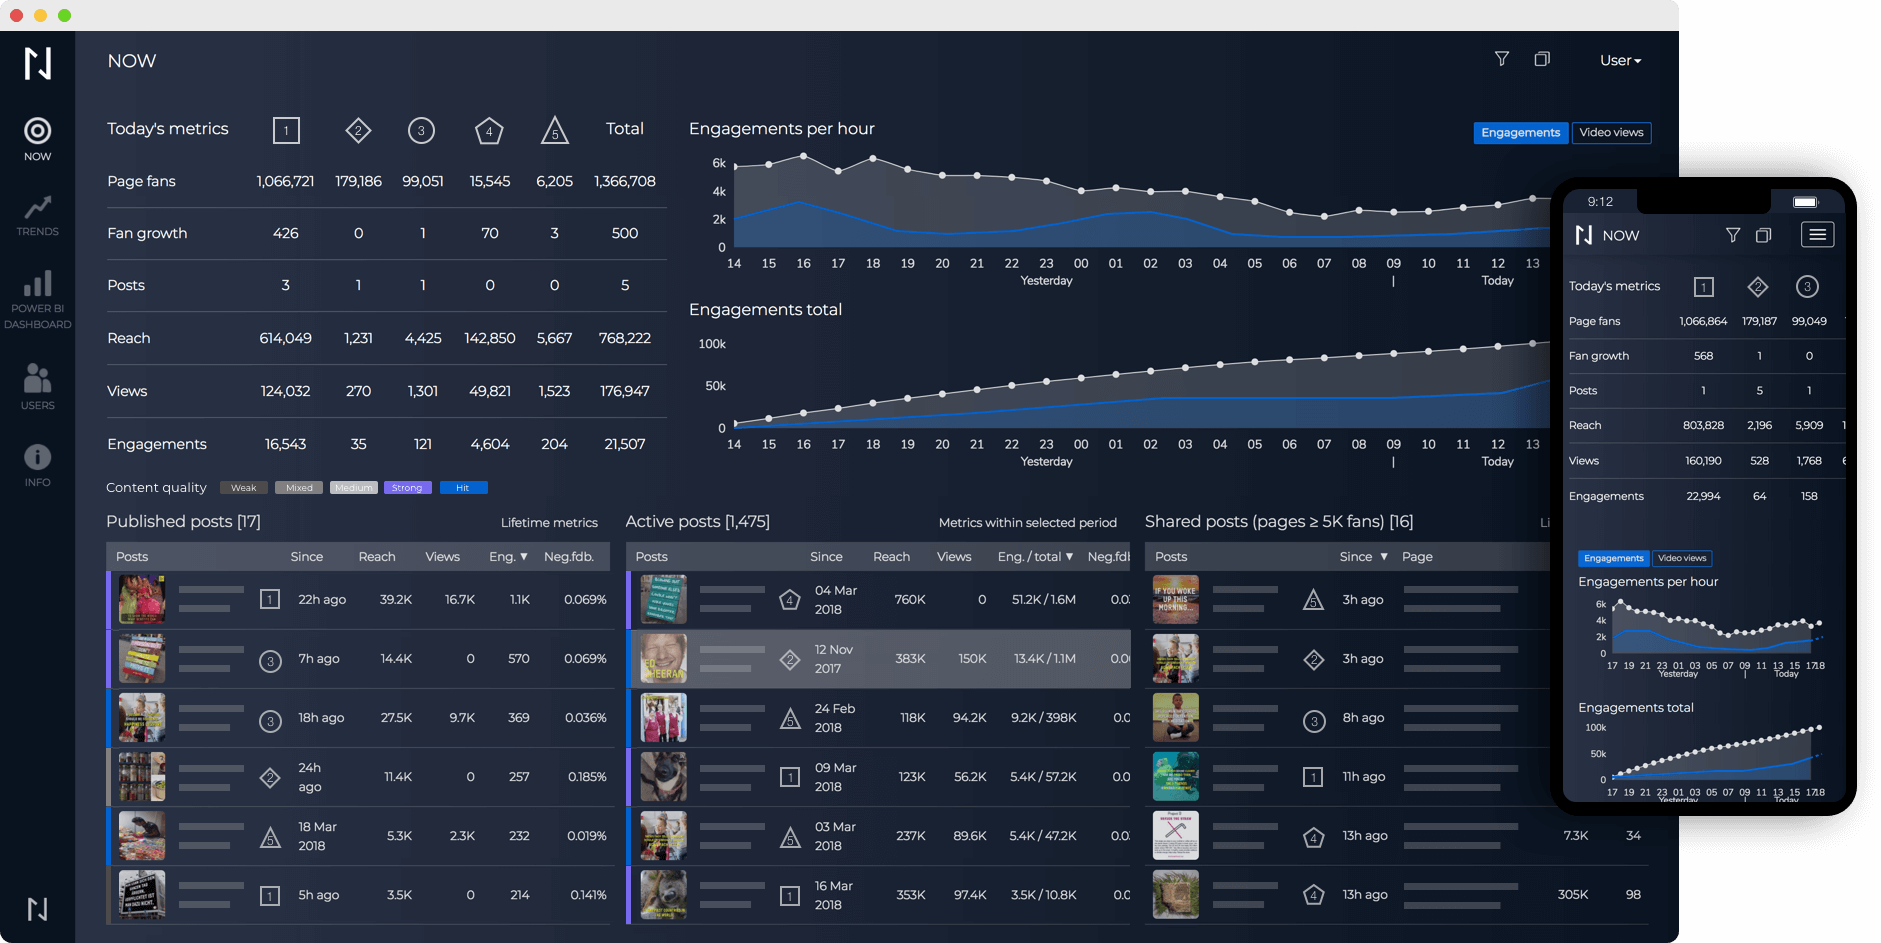 NOW
User
NOW
TRENDS
POWER BI
DASHBOARD
USERS
INFO
Today's metrics 1 2 3 4 5 Total
Page fans 1,066,721 179,186 99,051 15,545 6,205 1,366,708
Fan growth 426 0 1 70 3 500
Posts 3 1 1 0 0 5
Reach 614,049 1,231 4,425 142,850 5,667 768,222
Views 124,032 270 1,301 49,821 1,523 176,947
Engagements 16,543 35 121 4,604 204 21,507
Engagements per hour
Engagements Video views
6k
4k
2k
0
14 15 16 17 18 19 20 21 22 23 00 01 02 03 04 05 06 07 08 09 10 11 12 13
Yesterday | Today
Engagements total
100k
50k
0
14 15 16 17 18 19 20 21 22 23 00 01 02 03 04 05 06 07 08 09 10 11 12 13
Yesterday | Today
Content quality Weak Mixed Medium Strong Hit
Published posts [17] Lifetime metrics
Posts Since Reach Views Eng. ▼ Neg.fdb.
1 22h ago 39.2K 16.7K 1.1K 0.069%
3 7h ago 14.4K 0 570 0.069%
3 18h ago 27.5K 9.7K 369 0.036%
2 24h ago 11.4K 0 257 0.185%
5 18 Mar 2018 5.3K 2.3K 232 0.019%
1 5h ago 3.5K 0 214 0.141%
Active posts [1,475] Metrics within selected period
Posts Since Reach Views Eng. / total ▼ Neg.fdb
4 04 Mar 2018 760K 0 51.2K / 1.6M 0.0
ED SHEERAN
2 12 Nov 2017 383K 150K 13.4K / 1.1M 0.0
5 24 Feb 2018 118K 94.2K 9.2K / 398K 0.0
1 09 Mar 2018 123K 56.2K 5.4K / 57.2K 0.0
5 03 Mar 2018 237K 89.6K 5.4K / 47.2K 0.0
1 16 Mar 2018 353K 97.4K 3.5K / 10.8K 0.0
Shared posts (pages ≥ 5K fans) [16] Li
Posts Since ▼ Page
IF YOU WOKE
UP THIS
MORNING...
5 3h ago
2 3h ago
3 8h ago
1 11h ago
4 13h ago 7.3K 34
4 13h ago 305K 98
9:12
NOW
Today's metrics 1 2 3
Page fans 1,066,864 179,187 99,049
Fan growth 568 1 0
Posts 1 5 1
Reach 803,828 2,196 5,909 1
Views 160,190 528 1,768 6
Engagements 22,994 64 158
Engagements Video views
Engagements per hour
6k
4k
2k
0
17 19 21 23 01 03 05 07 09 11 13 15 17 18
Yesterday | Today
Engagements total
100k
50k
0
17 19 21 23 01 03 05 07 09 11 13 15 17 18
Yesterday | Today